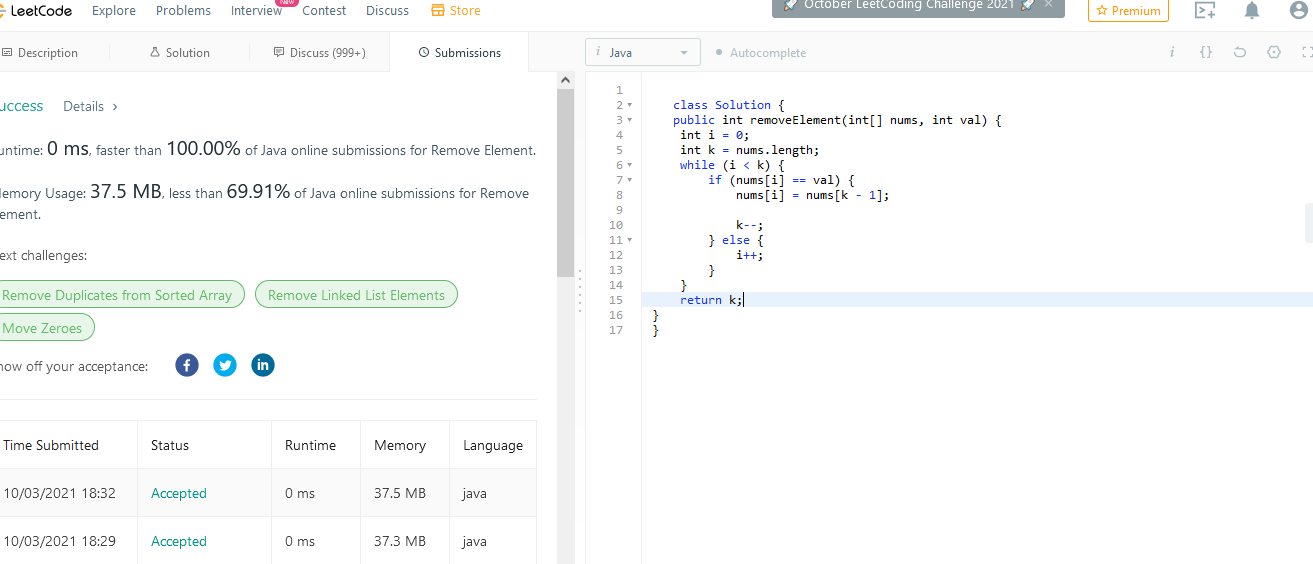 LeetCode Explore Problems Interview New Contest Discuss Store October LeetCoding Challenge 2021 Premium
Description Solution Discuss (999+) Submissions
uccess Details >
untime: 0 ms, faster than 100.00% of Java online submissions for Remove Element.
emory Usage: 37.5 MB, less than 69.91% of Java online submissions for Remove
ement.
ext challenges:
Remove Duplicates from Sorted Array Remove Linked List Elements
Move Zeroes
how off your acceptance:
Time Submitted Status Runtime Memory Language
10/03/2021 18:32 Accepted 0 ms 37.5 MB java
10/03/2021 18:29 Accepted 0 ms 37.3 MB java
i Java Autocomplete i {}
1
2 class Solution {
3 public int removeElement(int[] nums, int val) {
4 int i = 0;
5 int k = nums.length;
6 while (i < k) {
7 if (nums[i] == val) {
8 nums[i] = nums[k - 1];
9
10 k--;
11 } else {
12 i++;
13 }
14 }
15 return k;
16 }
17 }